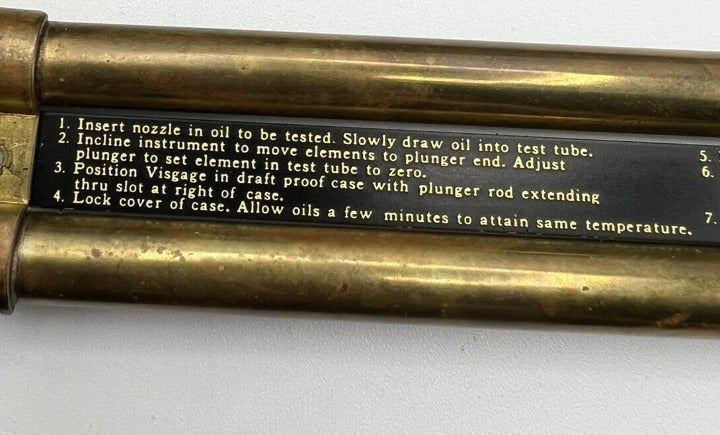 1. Insert nozzle in oil to be tested. Slowly draw oil into test tube.
2. Incline instrument to move elements to plunger end. Adjust
plunger to set element in test tube to zero.
3. Position Visgage in draft proof case with plunger rod extending
thru slot at right of case.
4. Lock cover of case. Allow oils a few minutes to attain same temperature.
5.
6.
7.